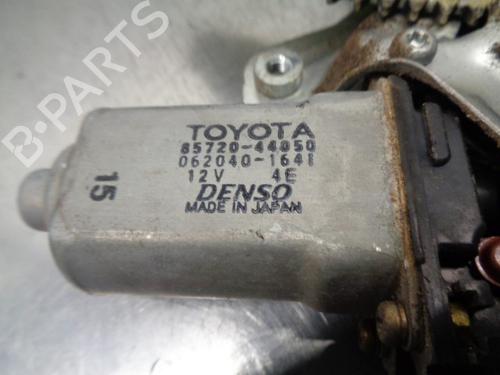 B-PARTS
TOYOTA
85720-44050
062040-1641
12V 4E
DENSO
MADE IN JAPAN
15